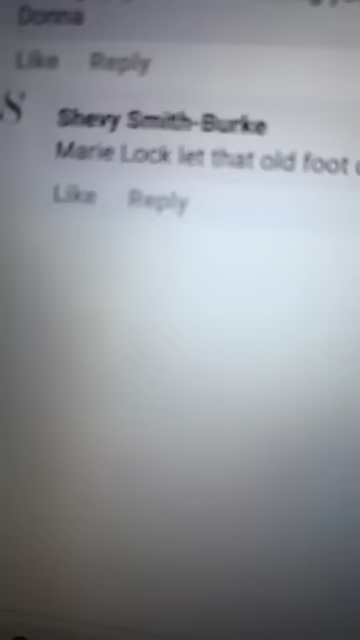 Donna
Like Reply
S
Shevy Smith-Burke
Marie Lock let that old foot
Like Reply